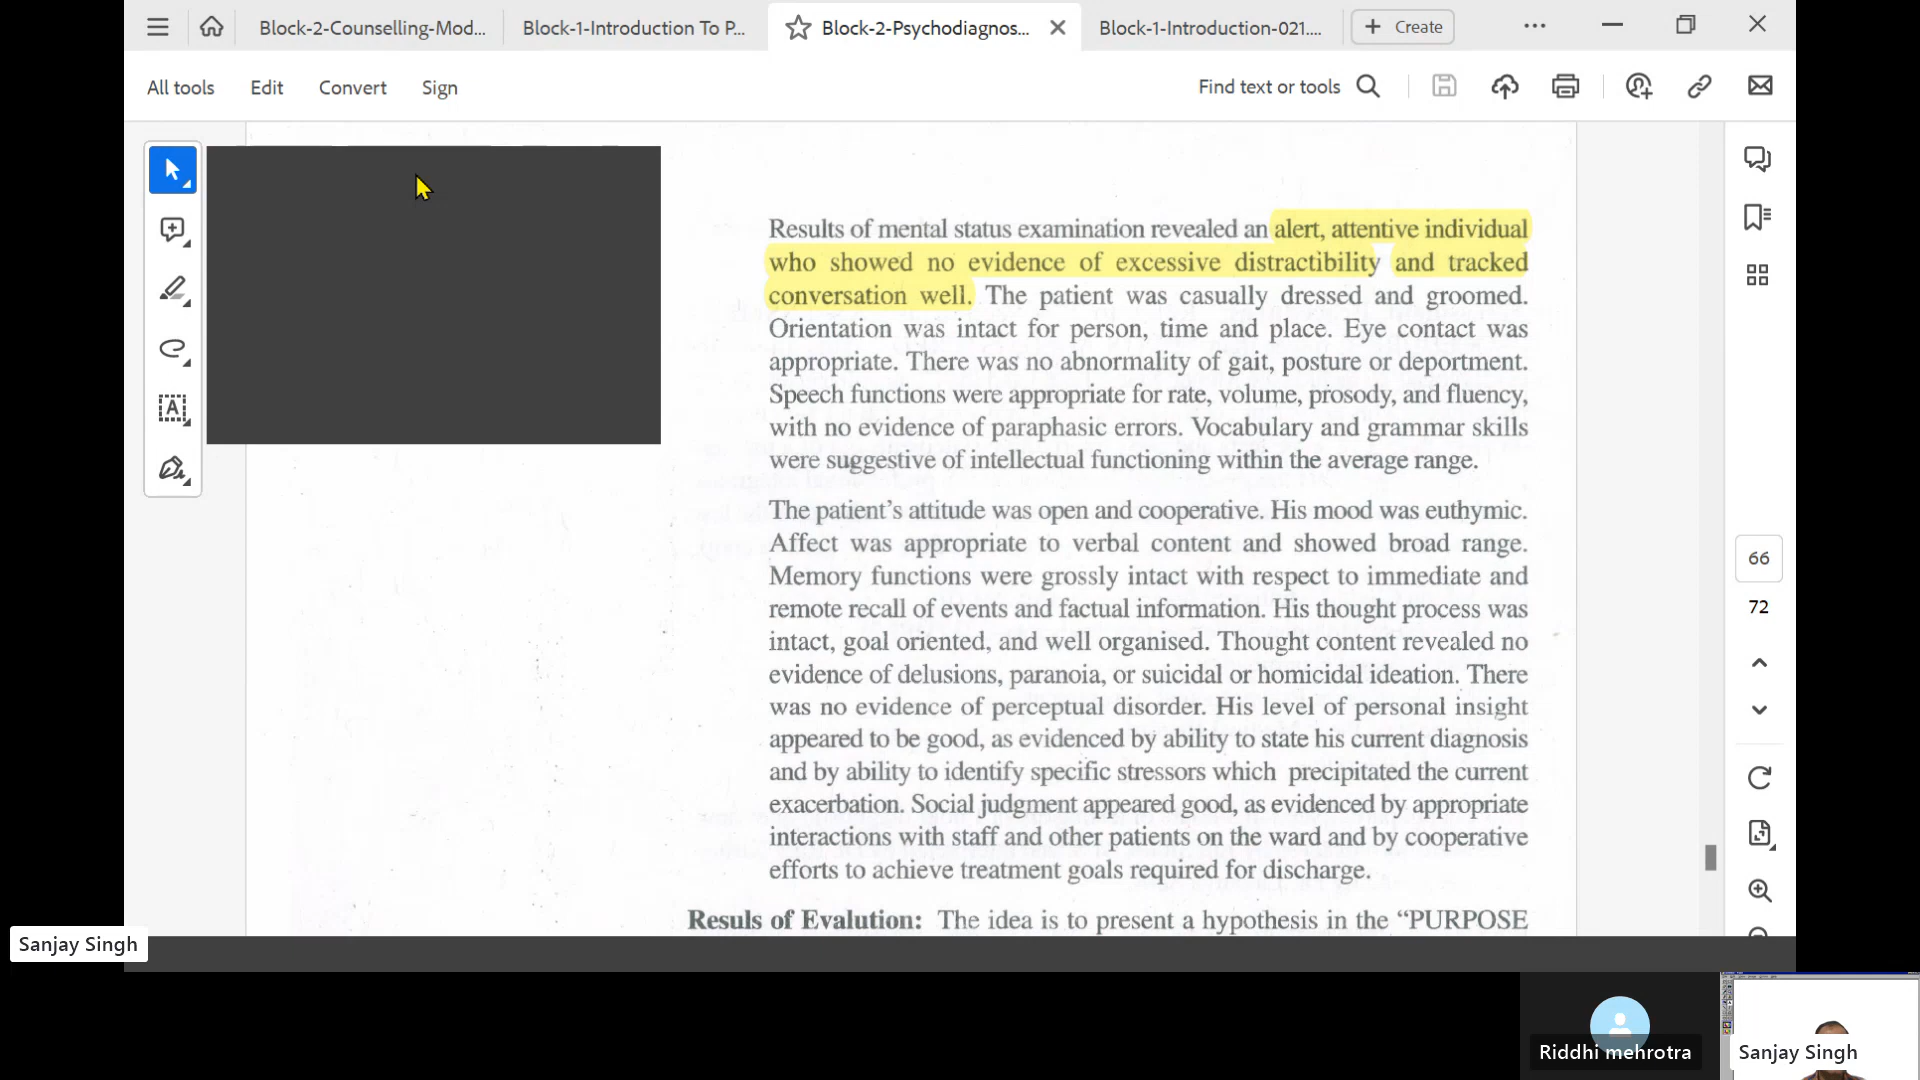 Block-2-Counselling-Mod...
Block-1-Introduction To P...
Block-2-Psychodiagnos...
Block-1-Introduction-021....
Create
All tools
Edit
Convert
Sign
Find text or tools
Results of mental status examination revealed an alert, attentive individual
who showed no evidence of excessive distractibility and tracked
conversation well. The patient was casually dressed and groomed.
Orientation was intact for person, time and place. Eye contact was
appropriate. There was no abnormality of gait, posture or deportment.
Speech functions were appropriate for rate, volume, prosody, and fluency,
with no evidence of paraphasic errors. Vocabulary and grammar skills
were suggestive of intellectual functioning within the average range.
The patient's attitude was open and cooperative. His mood was euthymic.
Affect was appropriate to verbal content and showed broad range.
Memory functions were grossly intact with respect to immediate and
remote recall of events and factual information. His thought process was
intact, goal oriented, and well organised. Thought content revealed no
evidence of delusions, paranoia, or suicidal or homicidal ideation. There
was no evidence of perceptual disorder. His level of personal insight
appeared to be good, as evidenced by ability to state his current diagnosis
and by ability to identify specific stressors which precipitated the current
exacerbation. Social judgment appeared good, as evidenced by appropriate
interactions with staff and other patients on the ward and by cooperative
efforts to achieve treatment goals required for discharge.
Resuls of Evalution: The idea is to present a hypothesis in the “PURPOSE
66
72
Sanjay Singh
Riddhi mehrotra
Sanjay Singh